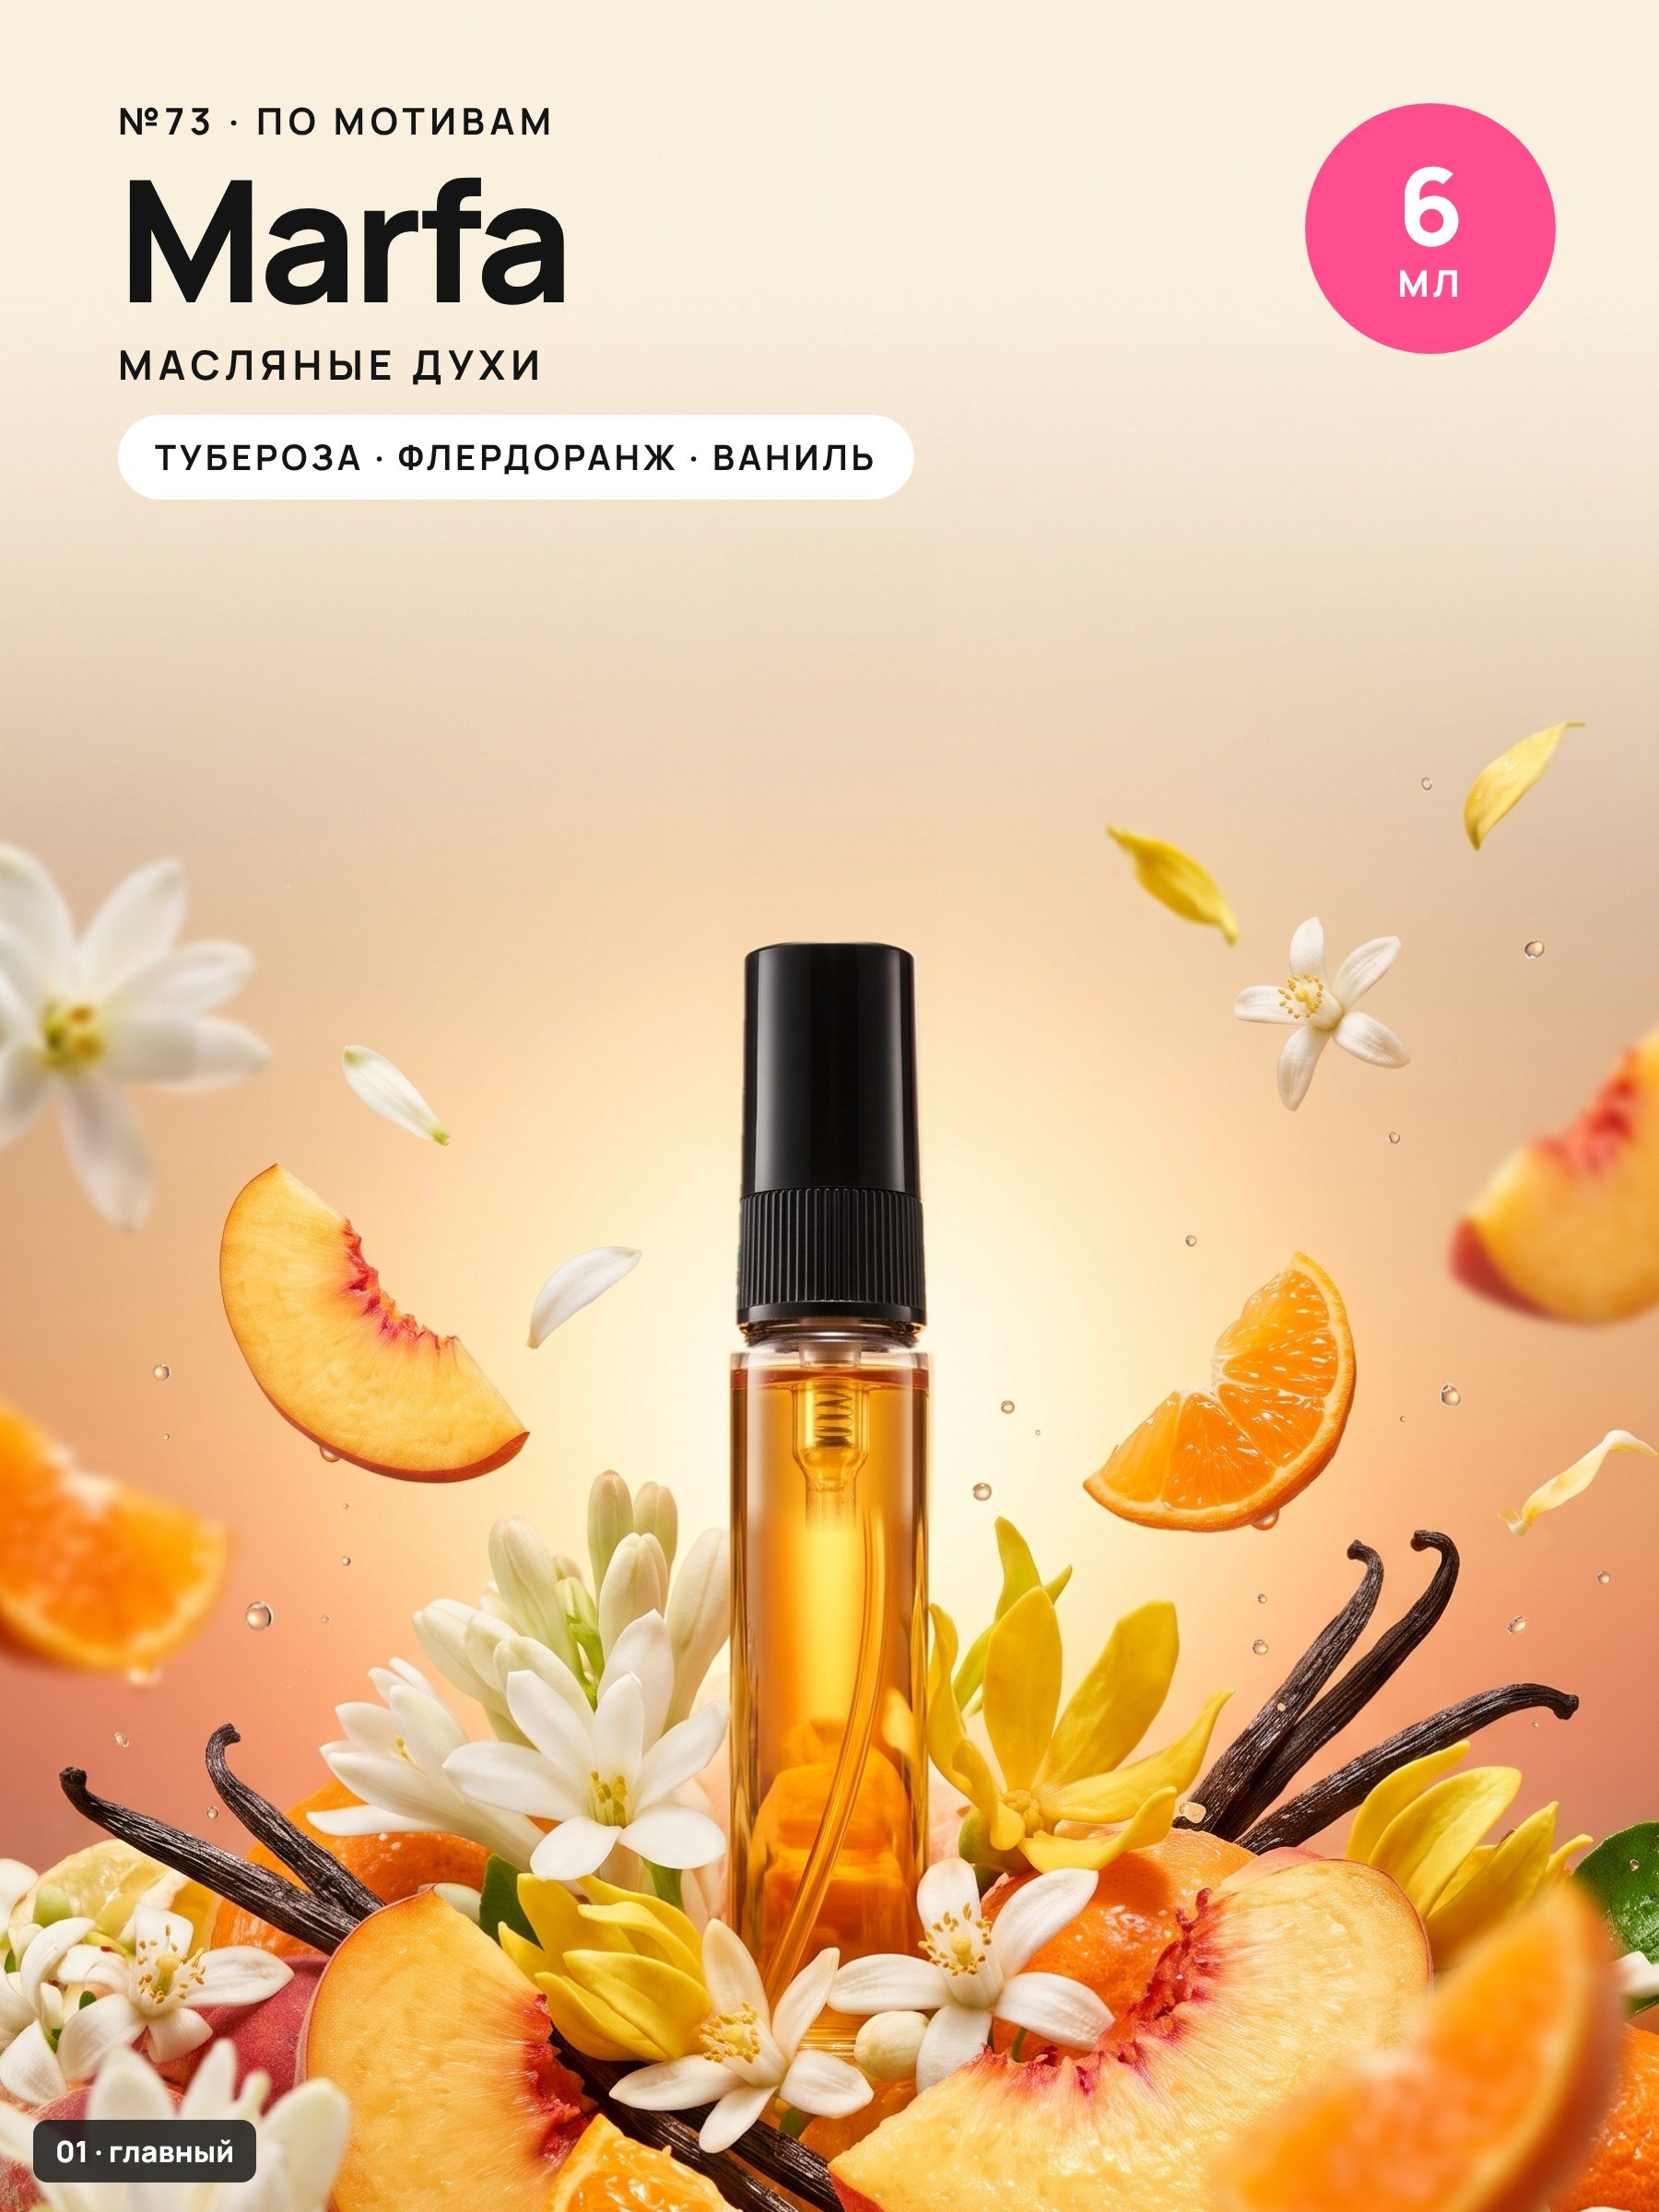 №73 · ПО МОТИВАМ
Marfa
МАСЛЯНЫЕ ДУХИ
ТУБЕРОЗА · ФЛЕРДОРАНЖ · ВАНИЛЬ
6
МЛ
01 · главный